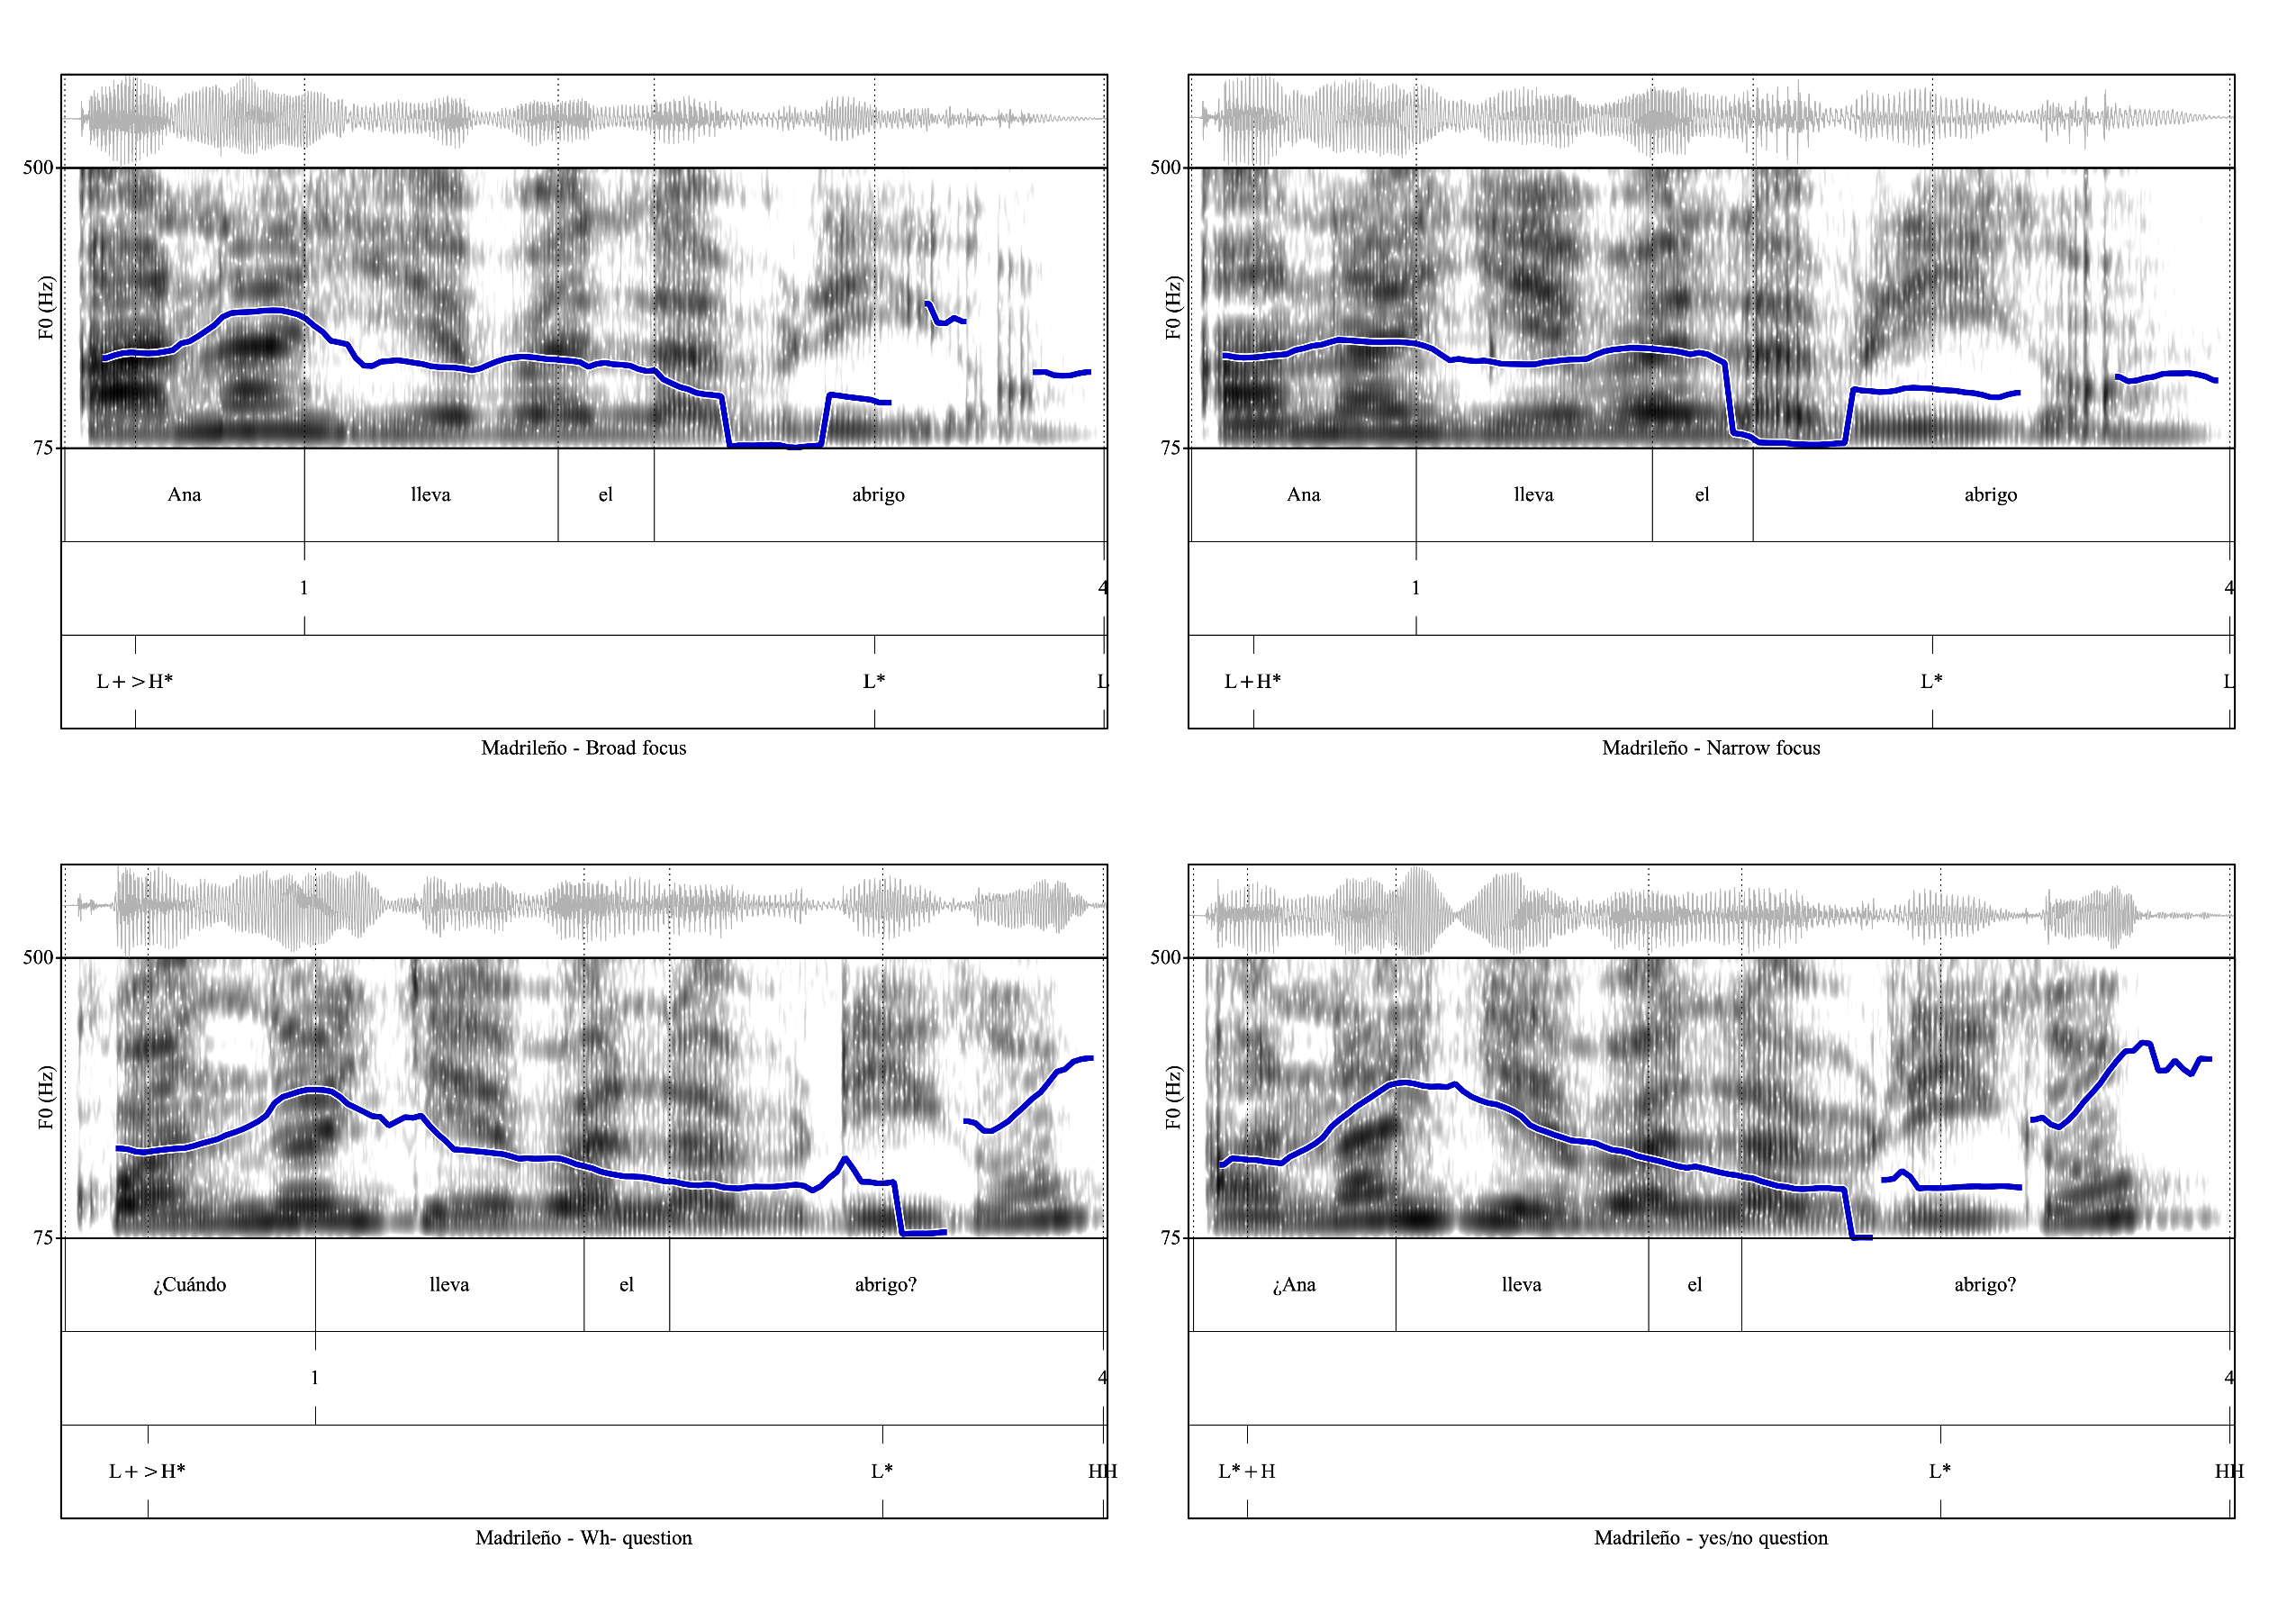 500
F0 (Hz)
75
Ana lleva el abrigo
1 4
L+>H* L* L
Madrileño - Broad focus
500
F0 (Hz)
75
Ana lleva el abrigo
1 4
L+H* L* L
Madrileño - Narrow focus
500
F0 (Hz)
75
¿Cuándo lleva el abrigo?
1 4
L+>H* L* HH
Madrileño - Wh- question
500
F0 (Hz)
75
¿Ana lleva el abrigo?
4
L*+H L* HH
Madrileño - yes/no question